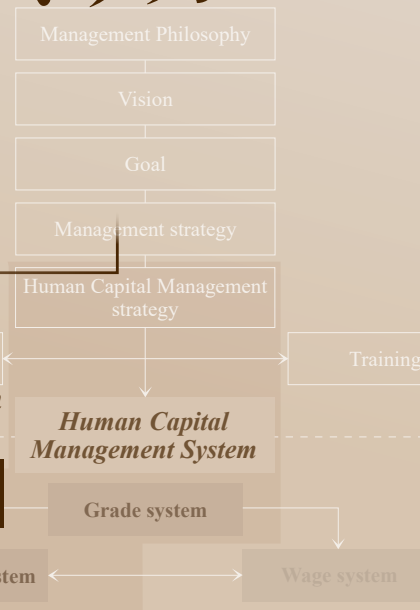 Management Philosophy
Vision
Goal
Management strategy
Human Capital Management
strategy
Training
Human Capital
Management System
Grade system
stem
Wage system